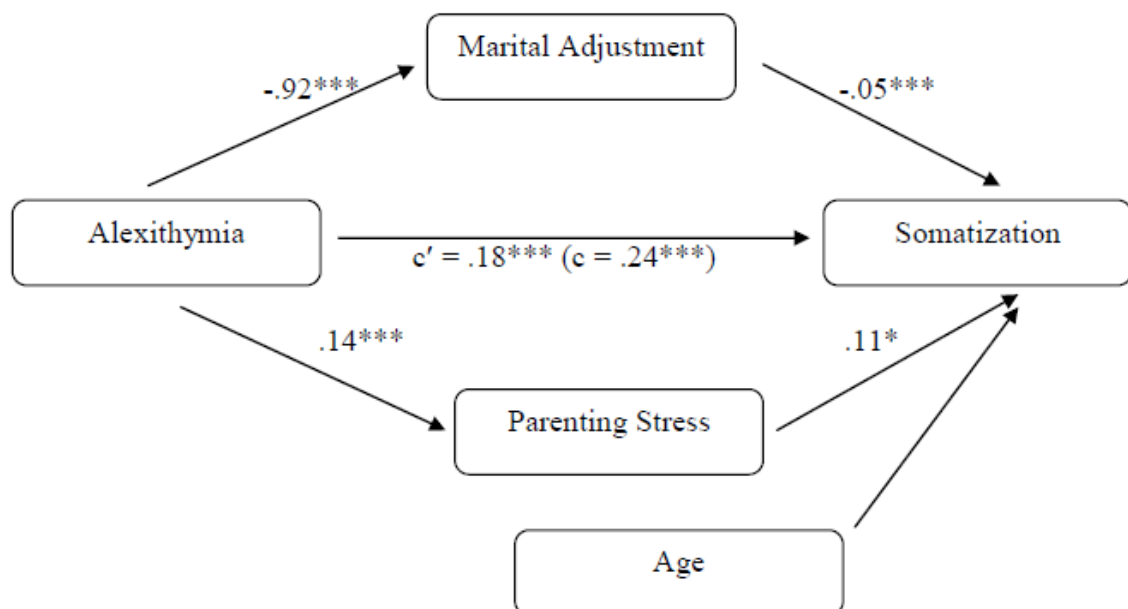 Marital Adjustment
-.92***
-.05***
Alexithymia
Somatization
c′ = .18*** (c = .24***)
.14***
.11*
Parenting Stress
Age